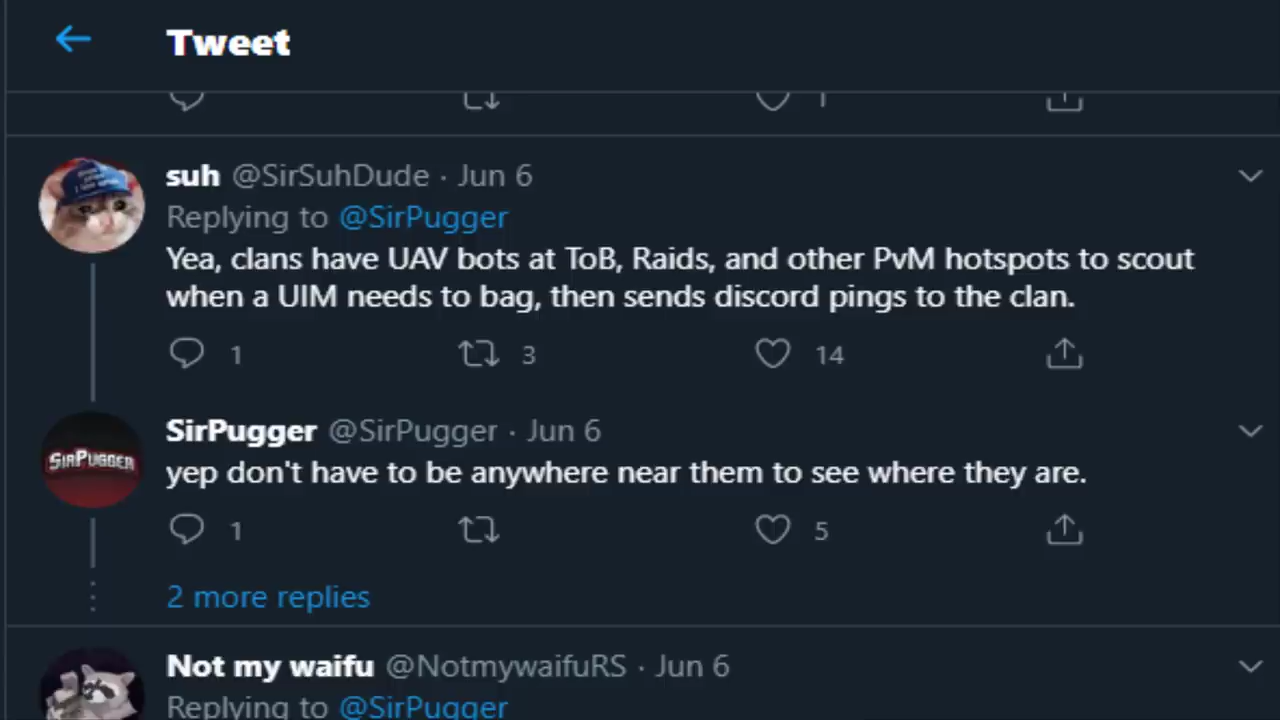 Tweet
1
suh @SirSuhDude · Jun 6
Replying to @SirPugger
Yea, clans have UAV bots at ToB, Raids, and other PvM hotspots to scout
when a UIM needs to bag, then sends discord pings to the clan.
1 3 14
SIRPUGGER
SirPugger @SirPugger · Jun 6
yep don't have to be anywhere near them to see where they are.
1 5
2 more replies
Not my waifu @NotmywaifuRS · Jun 6
Replying to @SirPugger